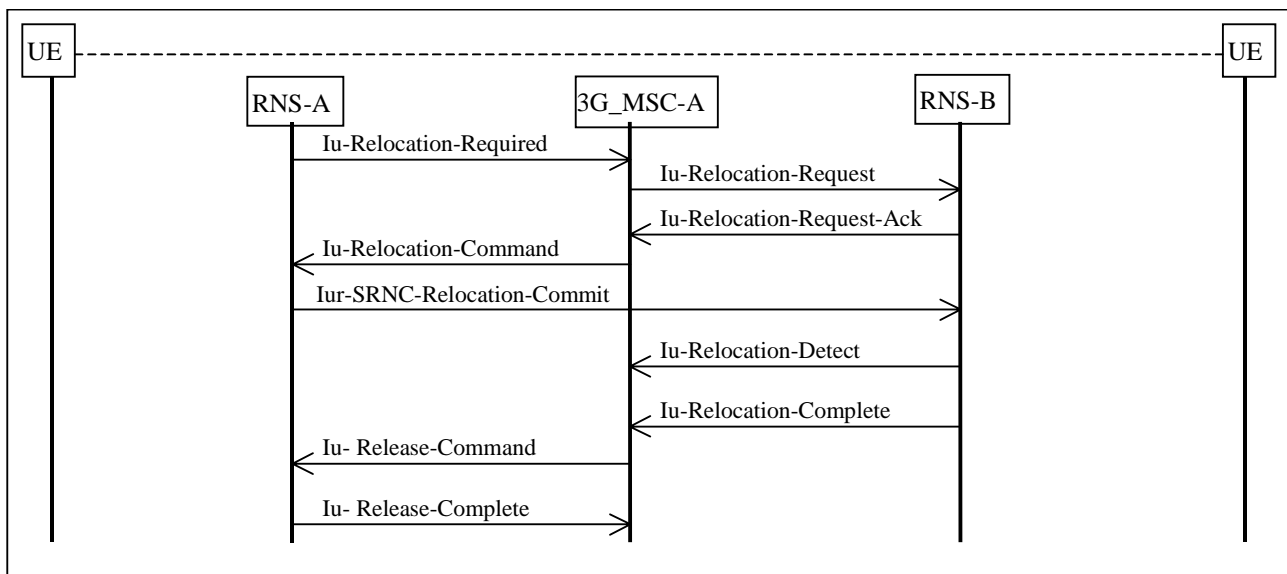 UE
UE
RNS-A
3G_MSC-A
RNS-B
Iu-Relocation-Required
Iu-Relocation-Request
Iu-Relocation-Request-Ack
Iu-Relocation-Command
Iur-SRNC-Relocation-Commit
Iu-Relocation-Detect
Iu-Relocation-Complete
Iu- Release-Command
Iu- Release-Complete